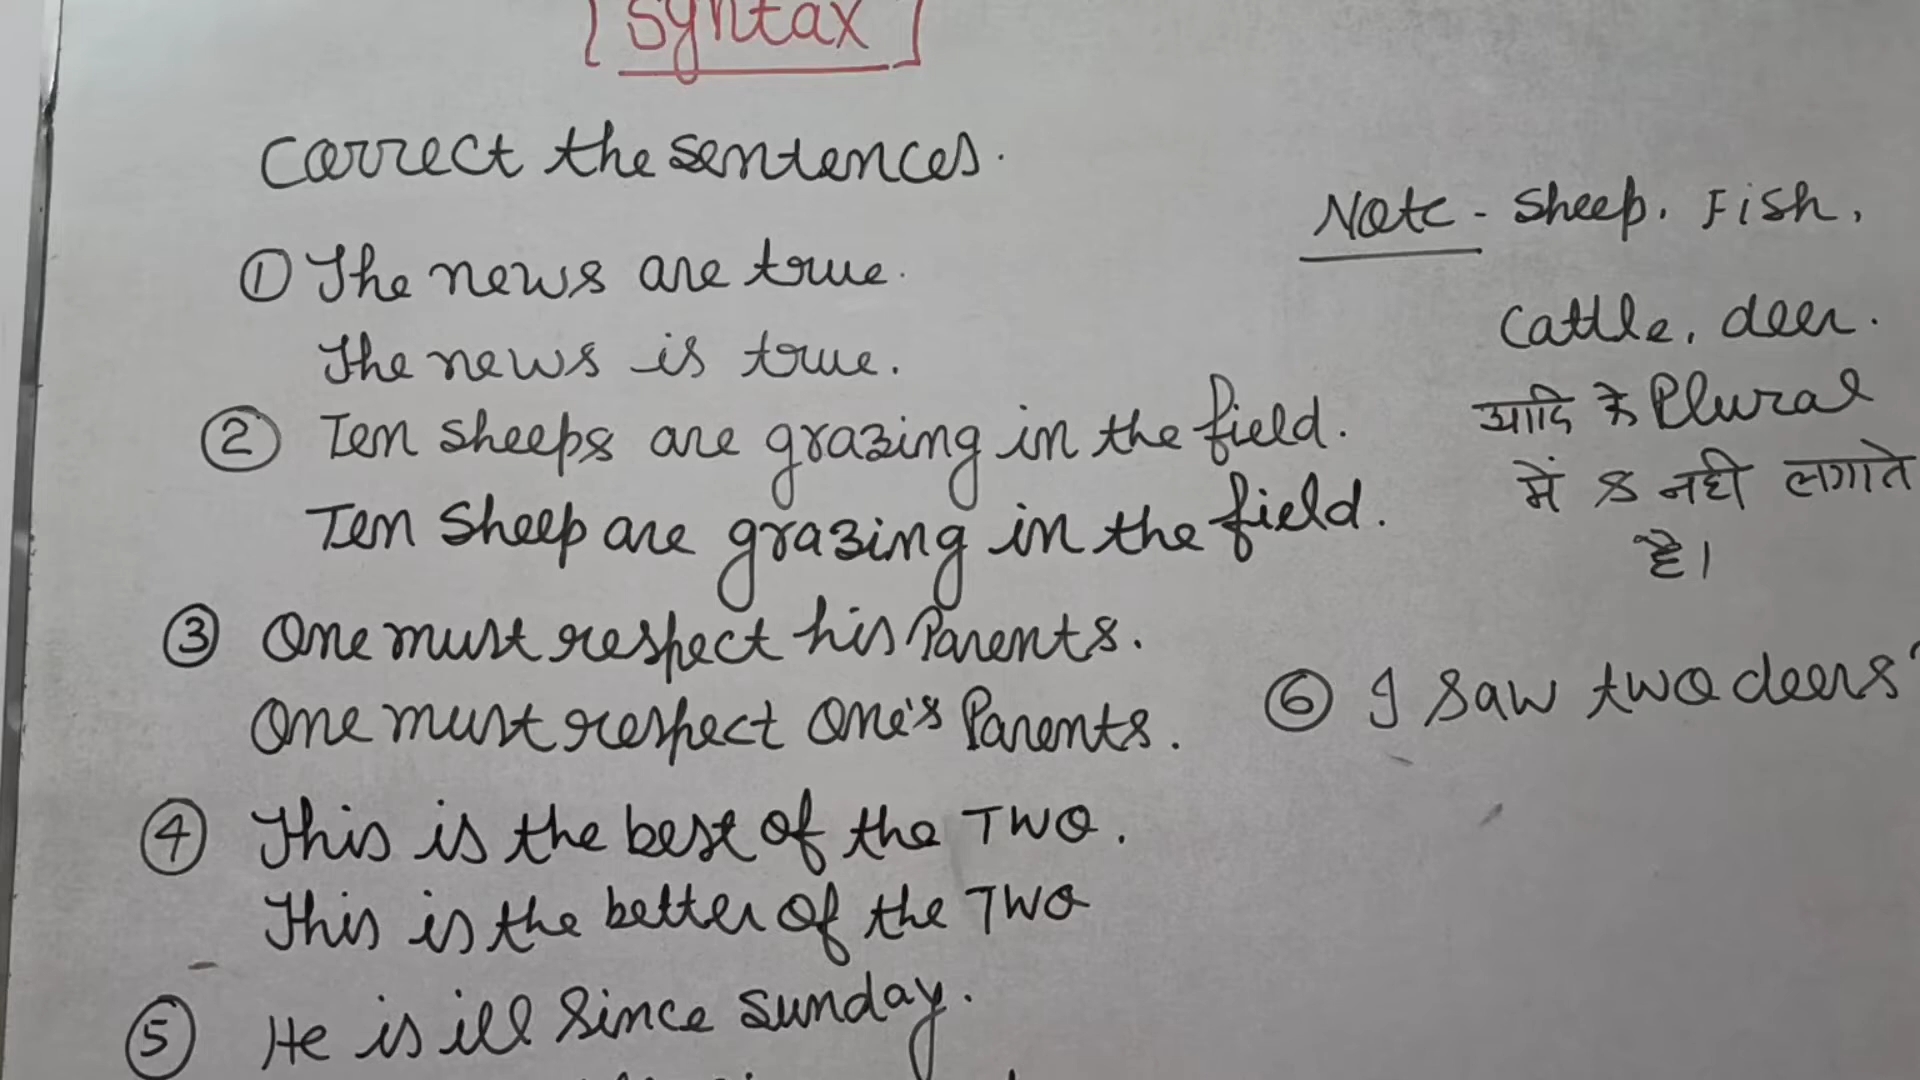 [Syntax]
Correct the sentences.
① The news are true.
The news is true.
② Ten sheeps are grazing in the field.
Ten Sheep are grazing in the field.
③ One must respect his Parents.
One must respect One's Parents.
④ This is the best of the TWO.
This is the better of the TWO
⑤ He is ill Since Sunday.
Note - Sheep. Fish.
Cattle. deer.
आदि के Plural
में s नही लगाते
है।
⑥ I saw two deers